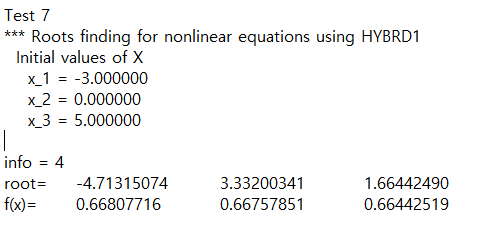 Test 7
*** Roots finding for nonlinear equations using HYBRD1
Initial values of X
x_1 = -3.000000
x_2 = 0.000000
x_3 = 5.000000
info = 4
root= -4.71315074 3.33200341 1.66442490
f(x)= 0.66807716 0.66757851 0.66442519